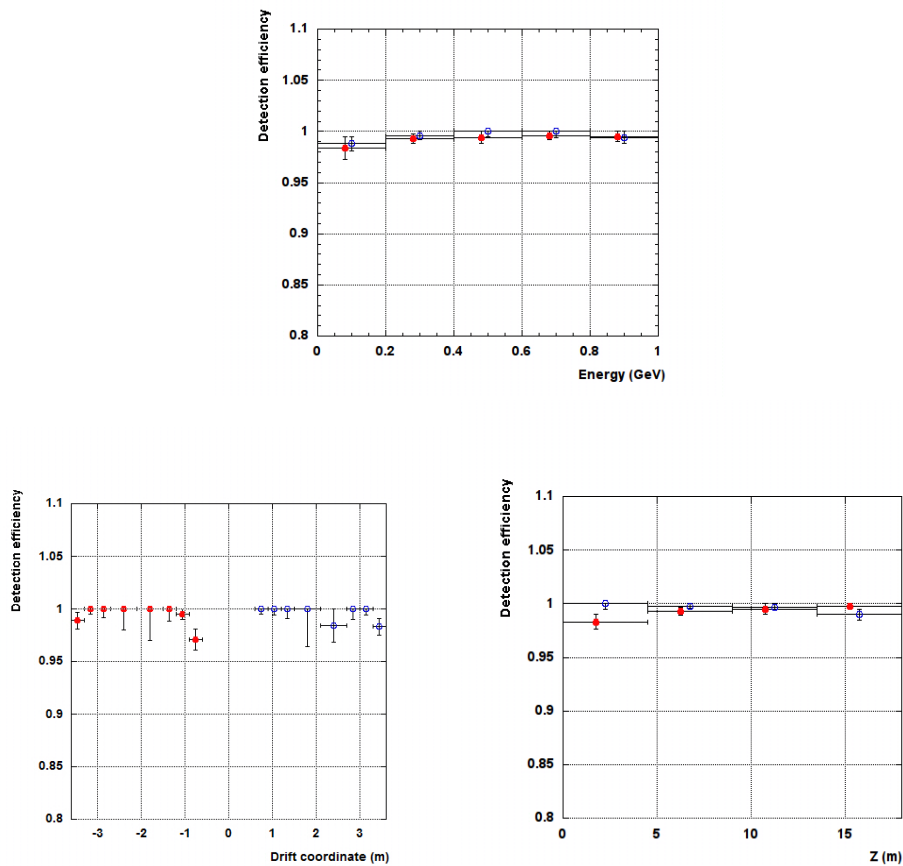 Detection efficiency
1.1
1.05
1
0.95
0.9
0.85
0.8
0 0.2 0.4 0.6 0.8 1
Energy (GeV)
Detection efficiency
1.1
1.05
1
0.95
0.9
0.85
0.8
-3 -2 -1 0 1 2 3
Drift coordinate (m)
Detection efficiency
1.1
1.05
1
0.95
0.9
0.85
0.8
0 5 10 15
Z (m)